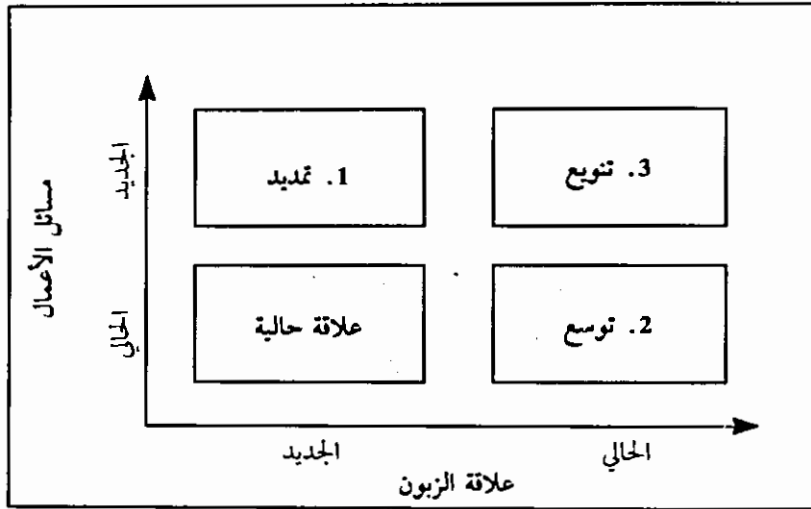 مسائل الأعمال
الجديد
الحالي
1. تمديد
3. تنويع
علاقة حالية
2. توسع
الجديد
الحالي
علاقة الزبون